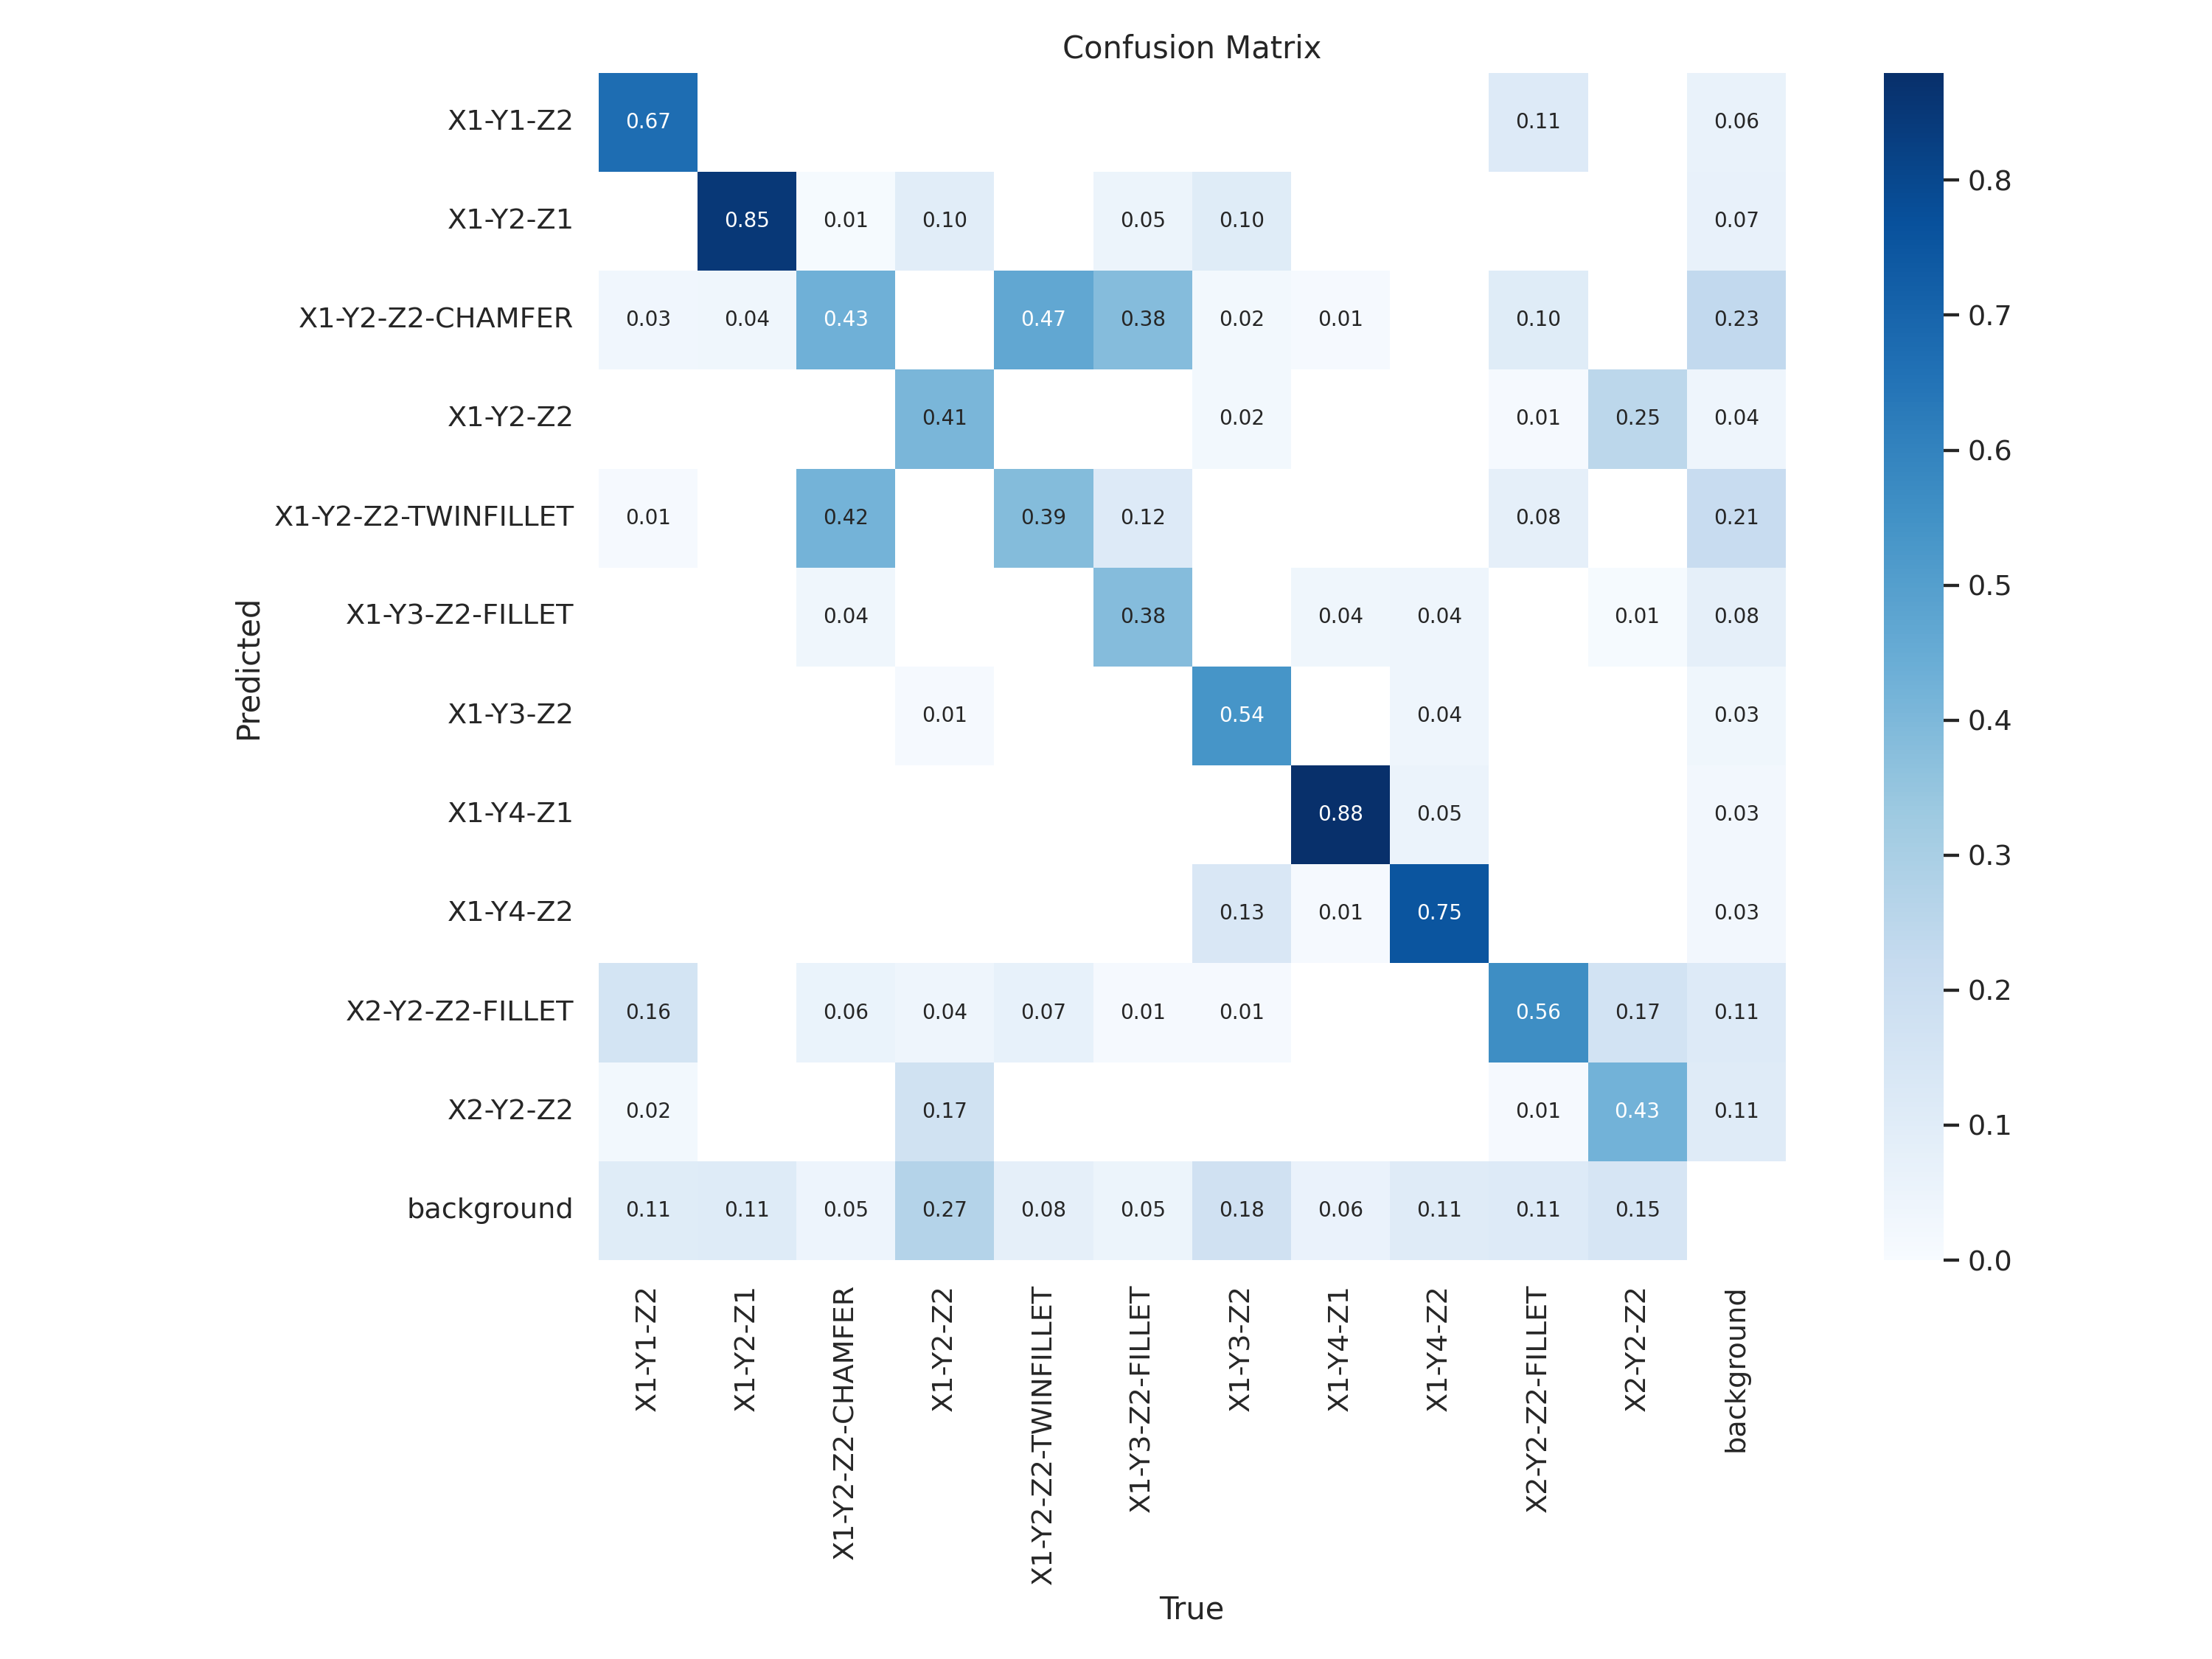 Confusion Matrix
X1-Y1-Z2 0.67 0.11 0.06
X1-Y2-Z1 0.85 0.01 0.10 0.05 0.10 0.07
X1-Y2-Z2-CHAMFER 0.03 0.04 0.43 0.47 0.38 0.02 0.01 0.10 0.23
X1-Y2-Z2 0.41 0.02 0.01 0.25 0.04
X1-Y2-Z2-TWINFILLET 0.01 0.42 0.39 0.12 0.08 0.21
X1-Y3-Z2-FILLET 0.04 0.38 0.04 0.04 0.01 0.08
X1-Y3-Z2 0.01 0.54 0.04 0.03
X1-Y4-Z1 0.88 0.05 0.03
X1-Y4-Z2 0.13 0.01 0.75 0.03
X2-Y2-Z2-FILLET 0.16 0.06 0.04 0.07 0.01 0.01 0.56 0.17 0.11
X2-Y2-Z2 0.02 0.17 0.01 0.43 0.11
background 0.11 0.11 0.05 0.27 0.08 0.05 0.18 0.06 0.11 0.11 0.15
Predicted
X1-Y1-Z2
X1-Y2-Z1
X1-Y2-Z2-CHAMFER
X1-Y2-Z2
X1-Y2-Z2-TWINFILLET
X1-Y3-Z2-FILLET
X1-Y3-Z2
X1-Y4-Z1
X1-Y4-Z2
X2-Y2-Z2-FILLET
X2-Y2-Z2
background
True
0.8
0.7
0.6
0.5
0.4
0.3
0.2
0.1
0.0